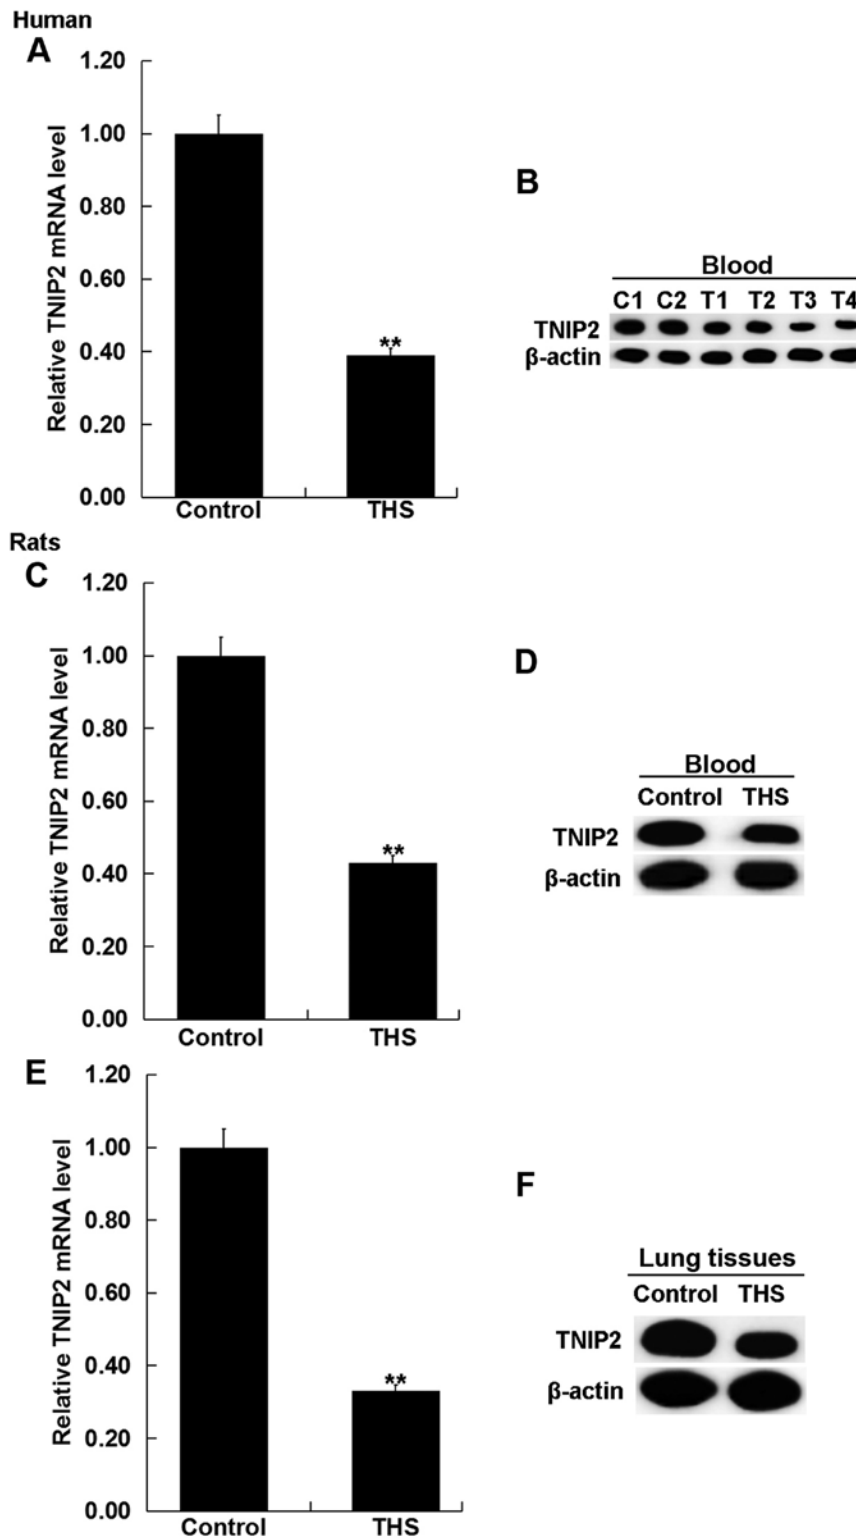 Human
A
1.20
1.00
0.80
0.60
0.40
0.20
0.00
Relative TNIP2 mRNA level
**
Control THS
B
Blood
C1 C2 T1 T2 T3 T4
TNIP2
β-actin
Rats
C
1.20
1.00
0.80
0.60
0.40
0.20
0.00
Relative TNIP2 mRNA level
**
Control THS
D
Blood
Control THS
TNIP2
β-actin
E
1.20
1.00
0.80
0.60
0.40
0.20
0.00
Relative TNIP2 mRNA level
**
Control THS
F
Lung tissues
Control THS
TNIP2
β-actin